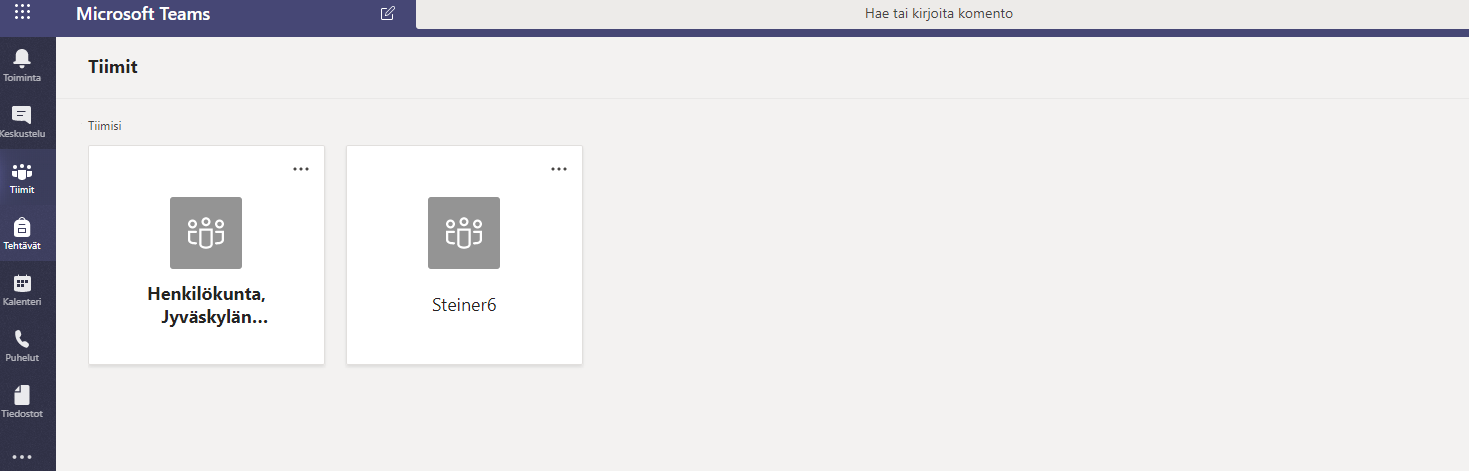 Microsoft Teams
Hae tai kirjoita komento
Toiminta
Keskustelu
Tiimit
Tehtävät
Kalenteri
Puhelut
Tiedostot
Tiimit
Tiimisi
Henkilökunta,
Jyväskylän...
Steiner6